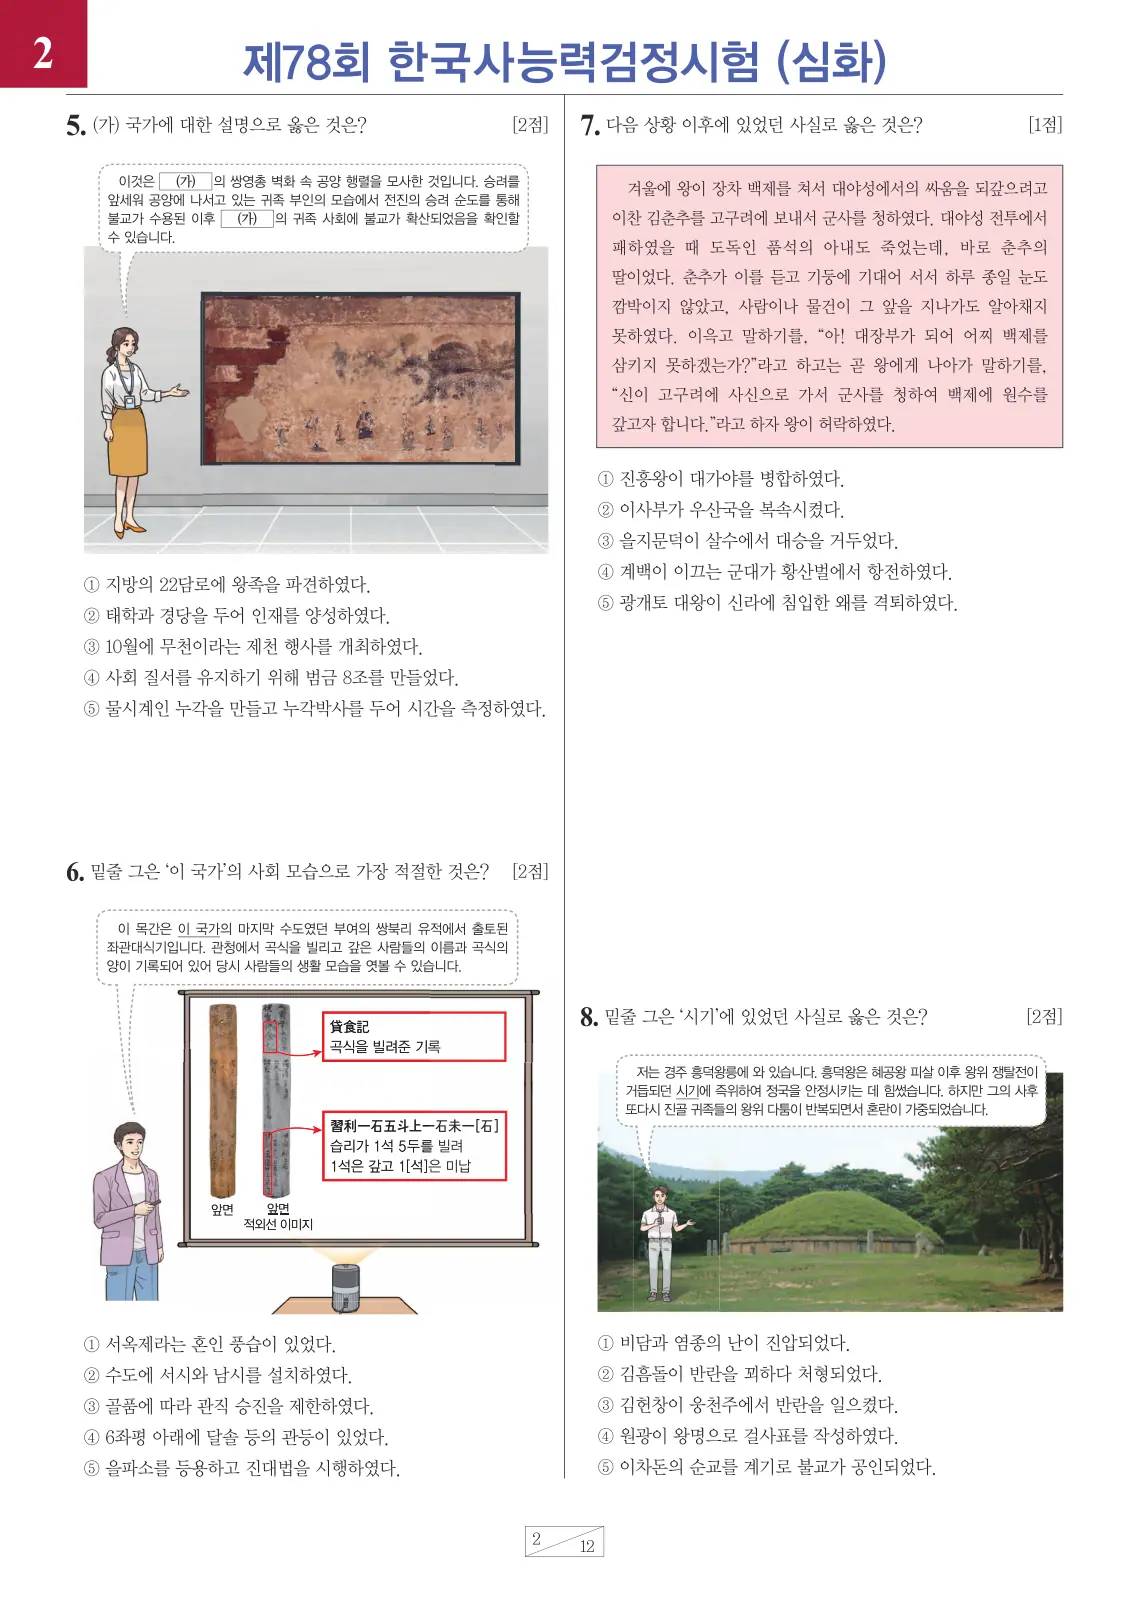 2
제78회 한국사능력검정시험 (심화)
5. (가) 국가에 대한 설명으로 옳은 것은? [2점]
이것은 (가) 의 쌍영총 벽화 속 공양 행렬을 모사한 것입니다. 승려를
앞세워 공양에 나서고 있는 귀족 부인의 모습에서 전진의 승려 순도를 통해
불교가 수용된 이후 (가) 의 귀족 사회에 불교가 확산되었음을 확인할
수 있습니다.
① 지방의 22담로에 왕족을 파견하였다.
② 태학과 경당을 두어 인재를 양성하였다.
③ 10월에 무천이라는 제천 행사를 개최하였다.
④ 사회 질서를 유지하기 위해 범금 8조를 만들었다.
⑤ 물시계인 누각을 만들고 누각박사를 두어 시간을 측정하였다.
6. 밑줄 그은 ‘이 국가’의 사회 모습으로 가장 적절한 것은? [2점]
이 목간은 이 국가의 마지막 수도였던 부여의 쌍북리 유적에서 출토된
좌관대식기입니다. 관청에서 곡식을 빌리고 갚은 사람들의 이름과 곡식의
양이 기록되어 있어 당시 사람들의 생활 모습을 엿볼 수 있습니다.
貸食記
곡식을 빌려준 기록
習利一石五斗上一石未一[石]
습리가 1석 5두를 빌려
1석은 갚고 1[석]은 미납
앞면
앞면
적외선 이미지
① 서옥제라는 혼인 풍습이 있었다.
② 수도에 서시와 남시를 설치하였다.
③ 골품에 따라 관직 승진을 제한하였다.
④ 6좌평 아래에 달솔 등의 관등이 있었다.
⑤ 을파소를 등용하고 진대법을 시행하였다.
7. 다음 상황 이후에 있었던 사실로 옳은 것은? [1점]
겨울에 왕이 장차 백제를 쳐서 대야성에서의 싸움을 되갚으려고
이찬 김춘추를 고구려에 보내서 군사를 청하였다. 대야성 전투에서
패하였을 때 도독인 품석의 아내도 죽었는데, 바로 춘추의
딸이었다. 춘추가 이를 듣고 기둥에 기대어 서서 하루 종일 눈도
깜박이지 않았고, 사람이나 물건이 그 앞을 지나가도 알아채지
못하였다. 이윽고 말하기를, “아! 대장부가 되어 어찌 백제를
삼키지 못하겠는가?”라고 하고는 곧 왕에게 나아가 말하기를,
“신이 고구려에 사신으로 가서 군사를 청하여 백제에 원수를
갚고자 합니다.”라고 하자 왕이 허락하였다.
① 진흥왕이 대가야를 병합하였다.
② 이사부가 우산국을 복속시켰다.
③ 을지문덕이 살수에서 대승을 거두었다.
④ 계백이 이끄는 군대가 황산벌에서 항전하였다.
⑤ 광개토 대왕이 신라에 침입한 왜를 격퇴하였다.
8. 밑줄 그은 ‘시기’에 있었던 사실로 옳은 것은? [2점]
저는 경주 흥덕왕릉에 와 있습니다. 흥덕왕은 혜공왕 피살 이후 왕위 쟁탈전이
거듭되던 시기에 즉위하여 정국을 안정시키는 데 힘썼습니다. 하지만 그의 사후
또다시 진골 귀족들의 왕위 다툼이 반복되면서 혼란이 가중되었습니다.
① 비담과 염종의 난이 진압되었다.
② 김흠돌이 반란을 꾀하다 처형되었다.
③ 김헌창이 웅천주에서 반란을 일으켰다.
④ 원광이 왕명으로 걸사표를 작성하였다.
⑤ 이차돈의 순교를 계기로 불교가 공인되었다.
2
12